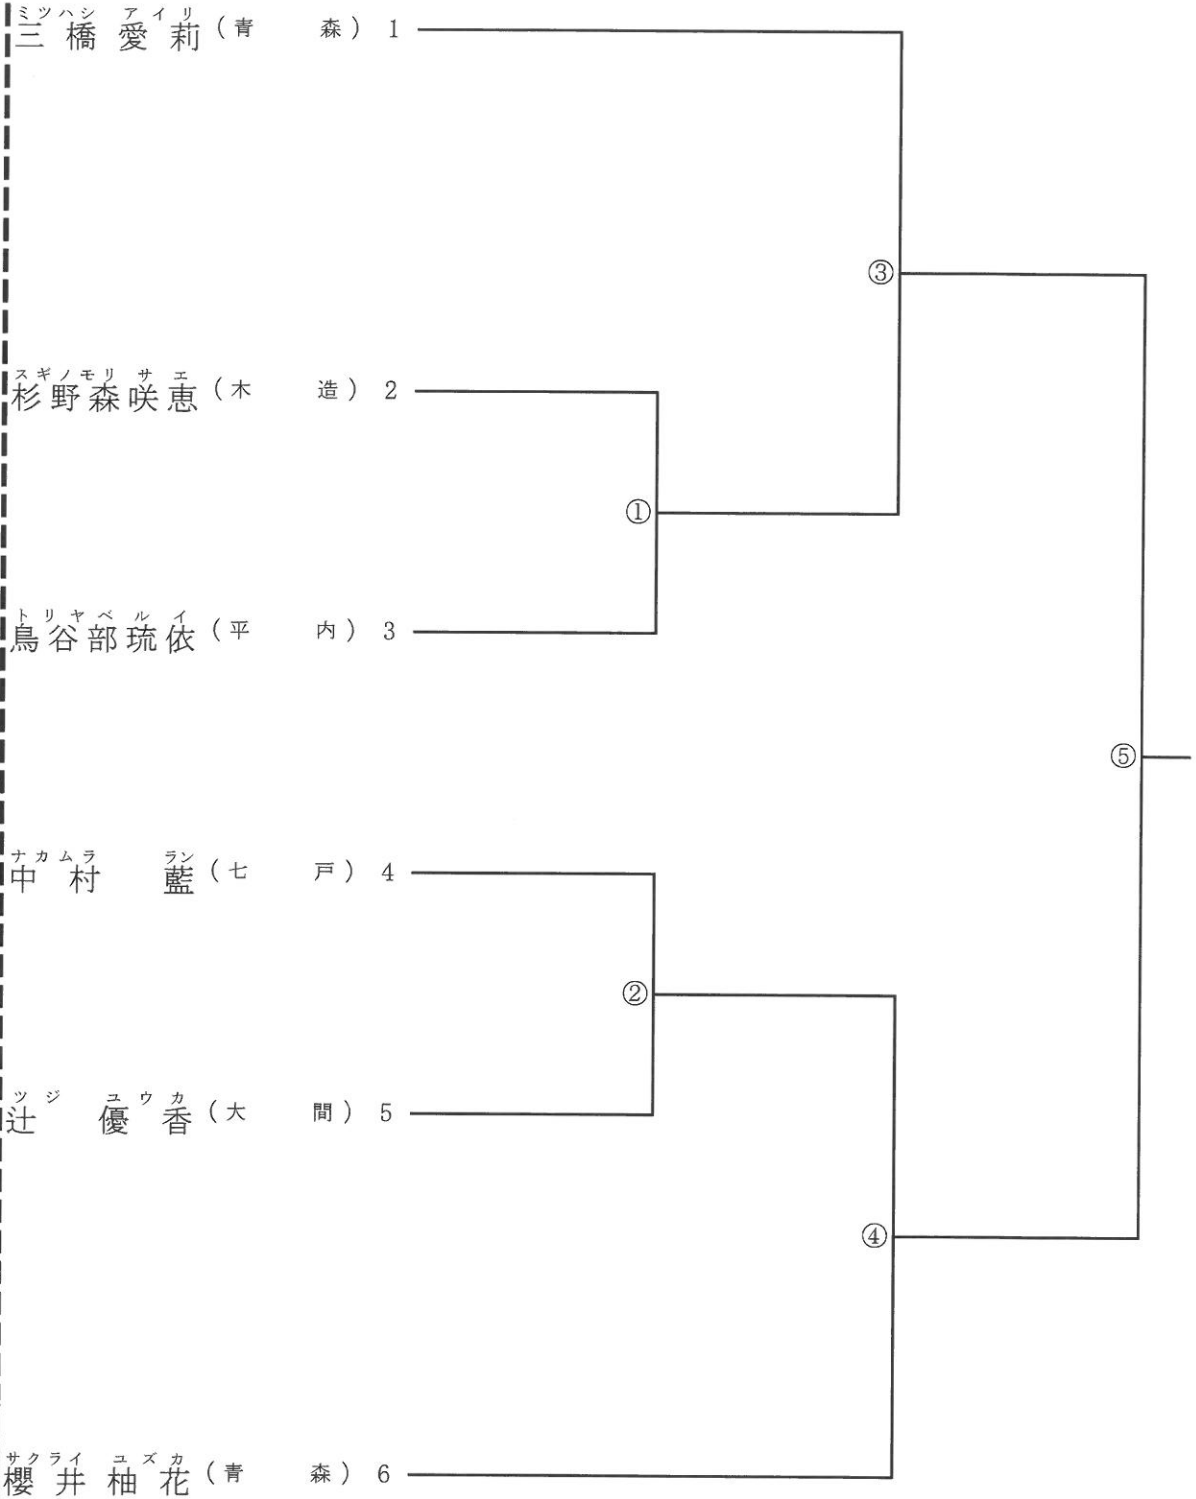 ミツハシ アイリ
三橋愛莉(青森) 1
③
スギノモリ サエ
杉野森咲恵(木造) 2
①
トリヤベ ルイ
鳥谷部琉依(平内) 3
⑤
ナカムラ ラン
中村 藍(七戸) 4
②
ツジ ユウカ
辻 優香(大間) 5
④
サクライ ユズカ
櫻井柚花(青森) 6